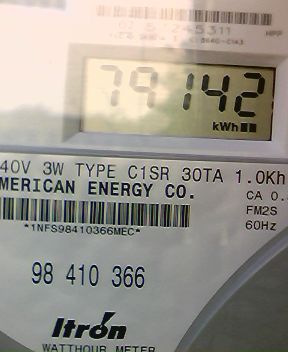 79142
kWh
40V 3W TYPE C1SR 30TA 1.0Kh
MERICAN ENERGY CO.
CA 0.
FM2S
60Hz
*1NFS98410366MEC*
98 410 366
Itron
WATTHOUR METER